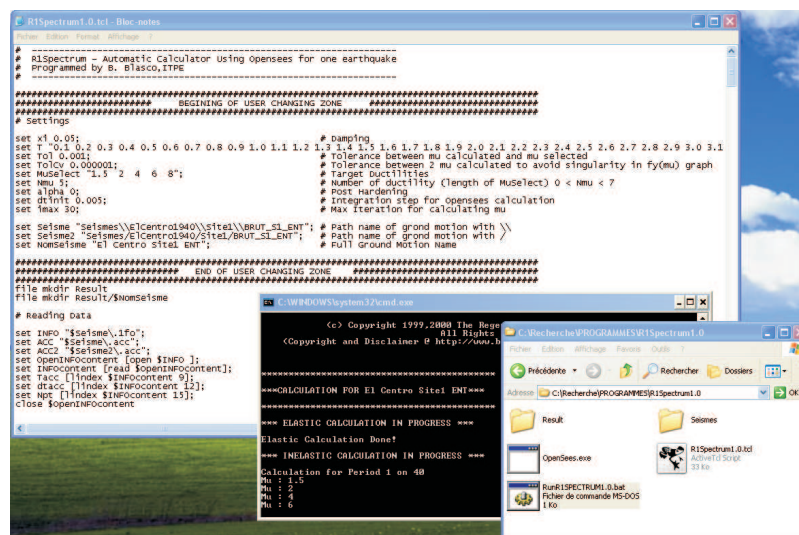 R1Spectrum1.0.tcl - Bloc-notes
Fichier Edition Format Affichage ?
# ----------------------------------------------------------------
# R1Spectrum - Automatic Calculator Using Opensees for one earthquake
# Programmed by B. Blasco,ITPE
# ----------------------------------------------------------------
######################## BEGINING OF USER CHANGING ZONE ########################
# Settings
set xi 0.05; # Damping
set T "0.1 0.2 0.3 0.4 0.5 0.6 0.7 0.8 0.9 1.0 1.1 1.2 1.3 1.4 1.5 1.6 1.7 1.8 1.9 2.0 2.1 2.2 2.3 2.4 2.5 2.6 2.7 2.8 2.9 3.0 3.1
set Tol 0.001; # Tolerance between mu calculated and mu selected
set TolCv 0.000001; # Tolerance between 2 mu calculated to avoid singularity in fy(mu) graph
set MuSelect "1.5 2 4 6 8"; # Target Ductilities
set Nmu 5; # Number of ductility (length of MuSelect) 0 < Nmu < 7
set alpha 0; # Post Hardening
set dtinit 0.005; # Integration step for opensees calculation
set imax 30; # Max Iteration for calculating mu
set Seisme "Seismes\\ElCentro1940\\Site1\\BRUT_S1_ENT"; # Path name of grond motion with \\
set Seisme2 "Seismes/ElCentro1940/Site1/BRUT_S1_ENT"; # Path name of grond motion with /
set NomSeisme "El Centro Site1 ENT"; # Full Ground Motion Name
############################ END OF USER CHANGING ZONE ############################
file mkdir Result
file mkdir Result/$NomSeisme
# Reading Data
set INFO "$Seisme\.1fo";
set ACC "$Seisme\.acc";
set ACC2 "$Seisme2\.acc";
set OpenINFOcontent [open $INFO ];
set INFOcontent [read $openINFOcontent];
set Tacc [lindex $INFOcontent 9];
set dtacc [lindex $INFOcontent 12];
set Npt [lindex $INFOcontent 15];
close $openINFOcontent
C:\WINDOWS\system32\cmd.exe
(c) Copyright 1999,2000 The Rege
All Rights
(Copyright and Disclaimer @ http://www.b
***CALCULATION FOR El Centro Site1 ENT***
*** ELASTIC CALCULATION IN PROGRESS ***
Elastic Calculation Done!
*** INELASTIC CALCULATION IN PROGRESS ***
Calculation for Period 1 on 40
Mu : 1.5
Mu : 2
Mu : 4
Mu : 6
C:\Recherche\PROGRAMMES\R1Spectrum1.0
Fichier Edition Affichage Favoris Outils ?
Précédente Rechercher Dossiers
Adresse C:\Recherche\PROGRAMMES\R1Spectrum1.0 OK
Result Seismes
OpenSees.exe
R1Spectrum1.0.tcl
ActiveTcl Script
33 Ko
RunR1SPECTRUM1.0.bat
Fichier de commande MS-DOS
1 Ko